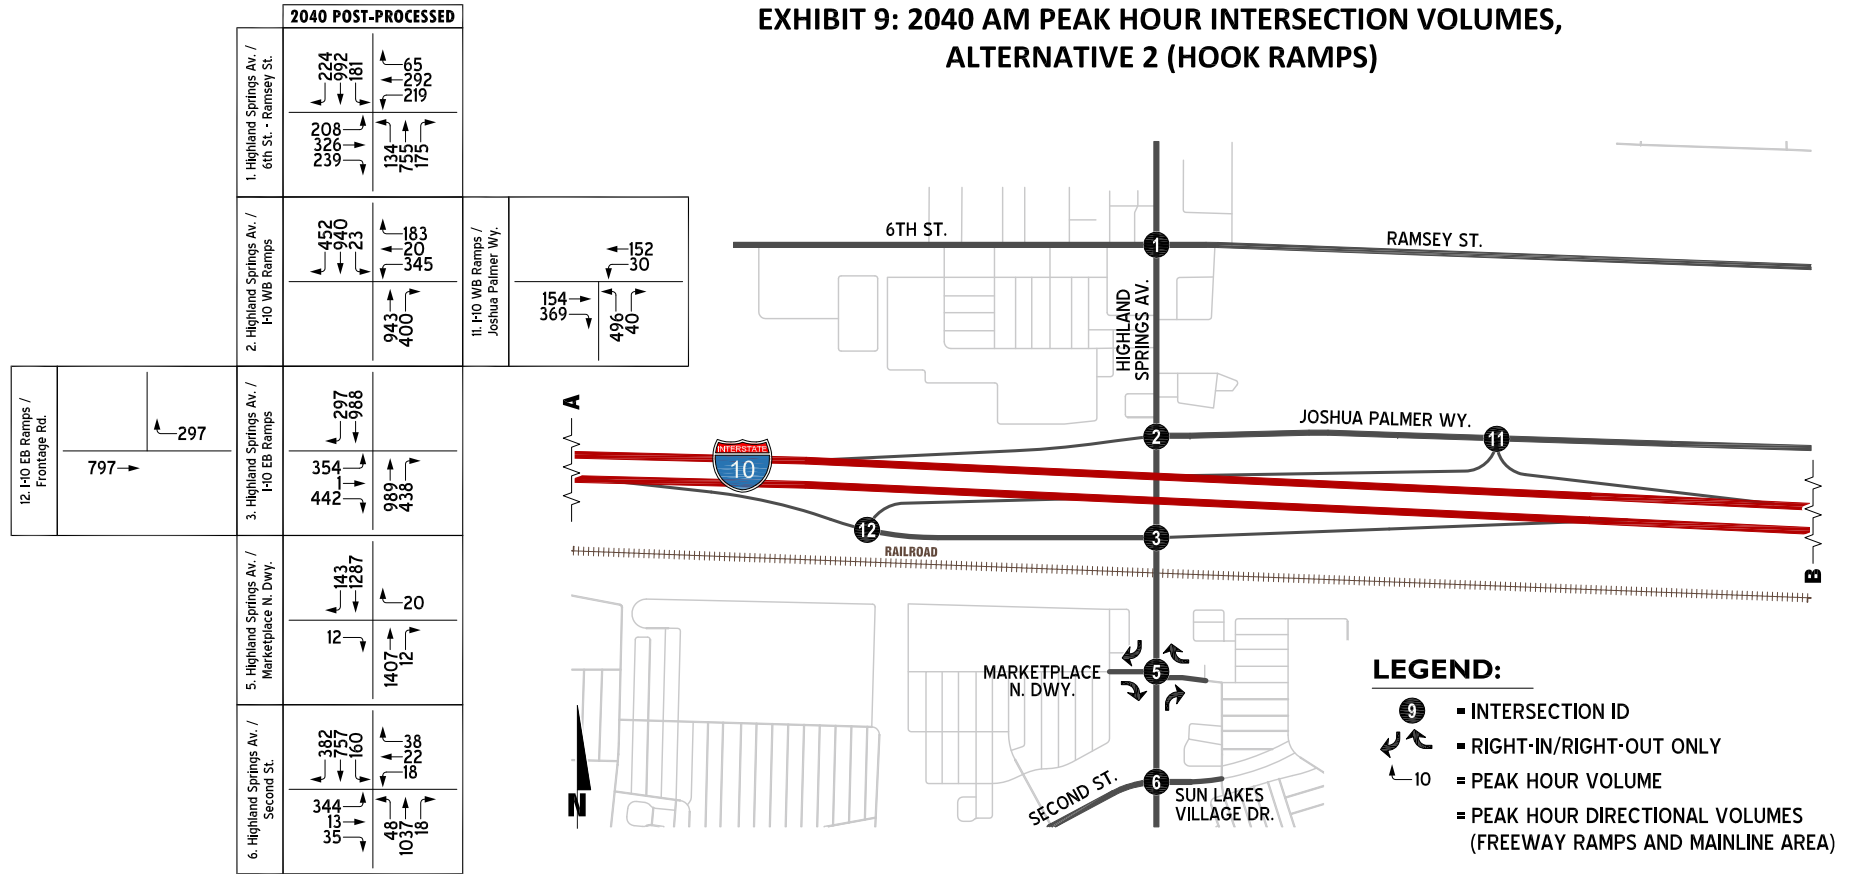 EXHIBIT 9: 2040 AM PEAK HOUR INTERSECTION VOLUMES,
ALTERNATIVE 2 (HOOK RAMPS)
2040 POST-PROCESSED
1. Highland Springs Av. /
6th St. - Ramsey St.
224
992
181
65
292
219
208
326
239
134
755
175
2. Highland Springs Av. /
I-10 WB Ramps
452
940
23
183
20
345
943
400
11. I-10 WB Ramps /
Joshua Palmer Wy.
152
30
154
369
496
40
12. I-10 EB Ramps /
Frontage Rd.
297
797
3. Highland Springs Av. /
I-10 EB Ramps
297
988
354
1
442
989
438
5. Highland Springs Av. /
Marketplace N. Dwy.
143
1287
20
12
1407
12
6. Highland Springs Av. /
Second St.
382
757
160
38
22
18
344
13
35
48
1037
18
6TH ST.
1
RAMSEY ST.
HIGHLAND
SPRINGS AV.
A
JOSHUA PALMER WY.
2
11
INTERSTATE
10
12
3
RAILROAD
B
MARKETPLACE
N. DWY.
5
SECOND ST.
6
SUN LAKES
VILLAGE DR.
N
LEGEND:
9 = INTERSECTION ID
= RIGHT-IN/RIGHT-OUT ONLY
10 = PEAK HOUR VOLUME
= PEAK HOUR DIRECTIONAL VOLUMES
(FREEWAY RAMPS AND MAINLINE AREA)